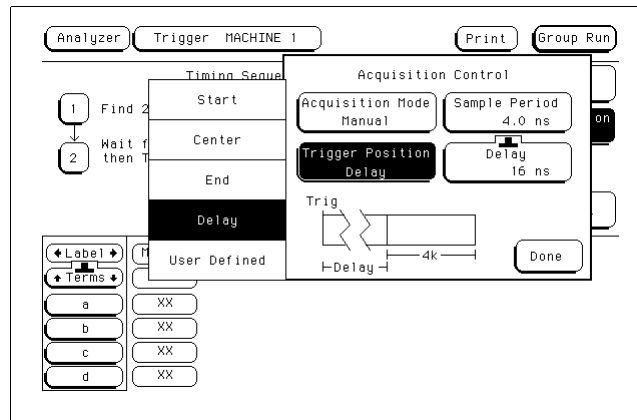 Analyzer Trigger MACHINE 1 Print Group Run
Timing Seque
1 Find 2
2 Wait f
then T
on
Start
Center
End
Delay
User Defined
Acquisition Control
Acquisition Mode
Manual
Sample Period
4.0 ns
Trigger Position
Delay
Delay
16 ns
Trig
Delay
4k
Done
Label M
Terms
a XX
b XX
c XX
d XX